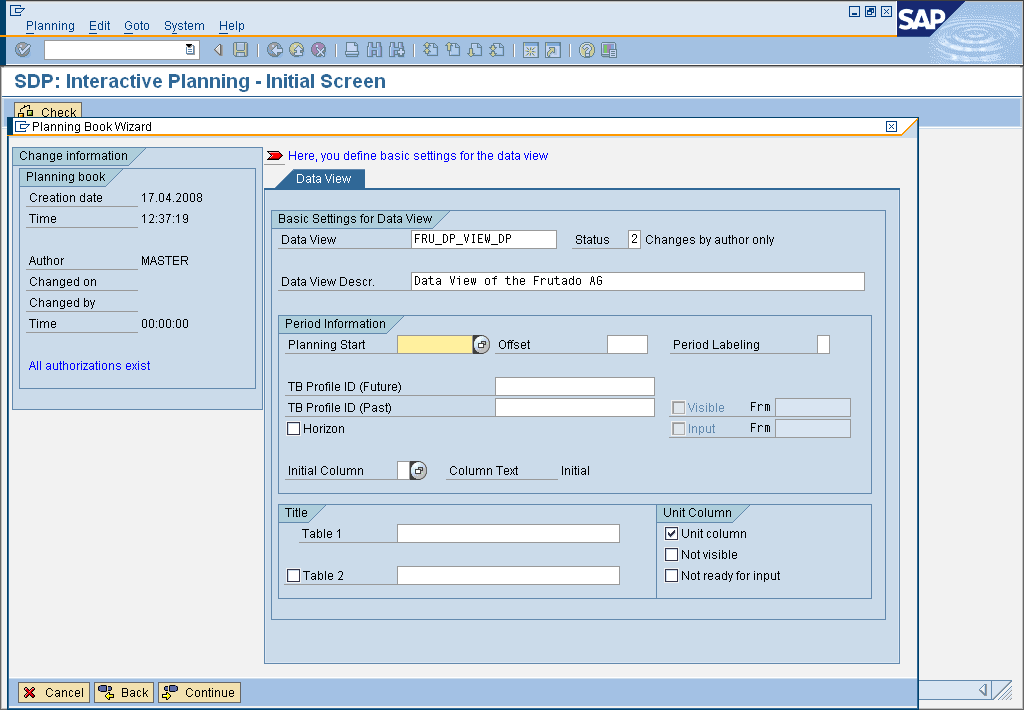 Planning Edit Goto System Help
SAP
SDP: Interactive Planning - Initial Screen
Check
Planning Book Wizard
Change information
Planning book
Creation date 17.04.2008
Time 12:37:19
Author MASTER
Changed on
Changed by
Time 00:00:00
All authorizations exist
Here, you define basic settings for the data view
Data View
Basic Settings for Data View
Data View FRU_DP_VIEW_DP Status 2 Changes by author only
Data View Descr. Data View of the Frutado AG
Period Information
Planning Start Offset Period Labeling
TB Profile ID (Future)
TB Profile ID (Past) Visible Frm
Horizon Input Frm
Initial Column Column Text Initial
Title
Table 1
Table 2
Unit Column
Unit column
Not visible
Not ready for input
Cancel Back Continue